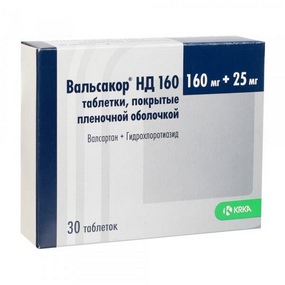 Вальсакор® НД 160
160 мг + 25 мг
таблетки, покрытые
пленочной оболочкой
Валсартан + Гидрохлоротиазид
30 таблеток
KRKA